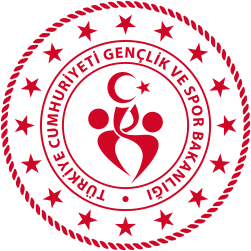 TÜRKİYE CUMHURİYETİ GENÇLİK VE SPOR BAKANLIĞI